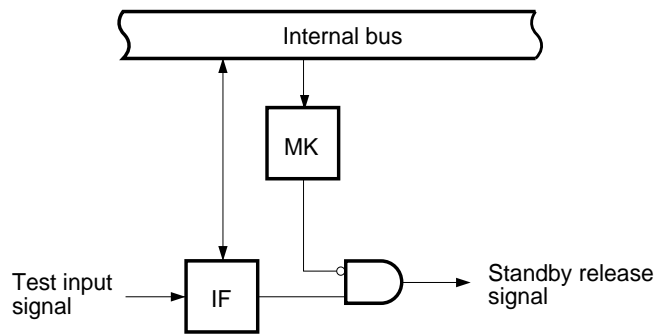 Internal bus
MK
Test input
signal
IF
Standby release
signal